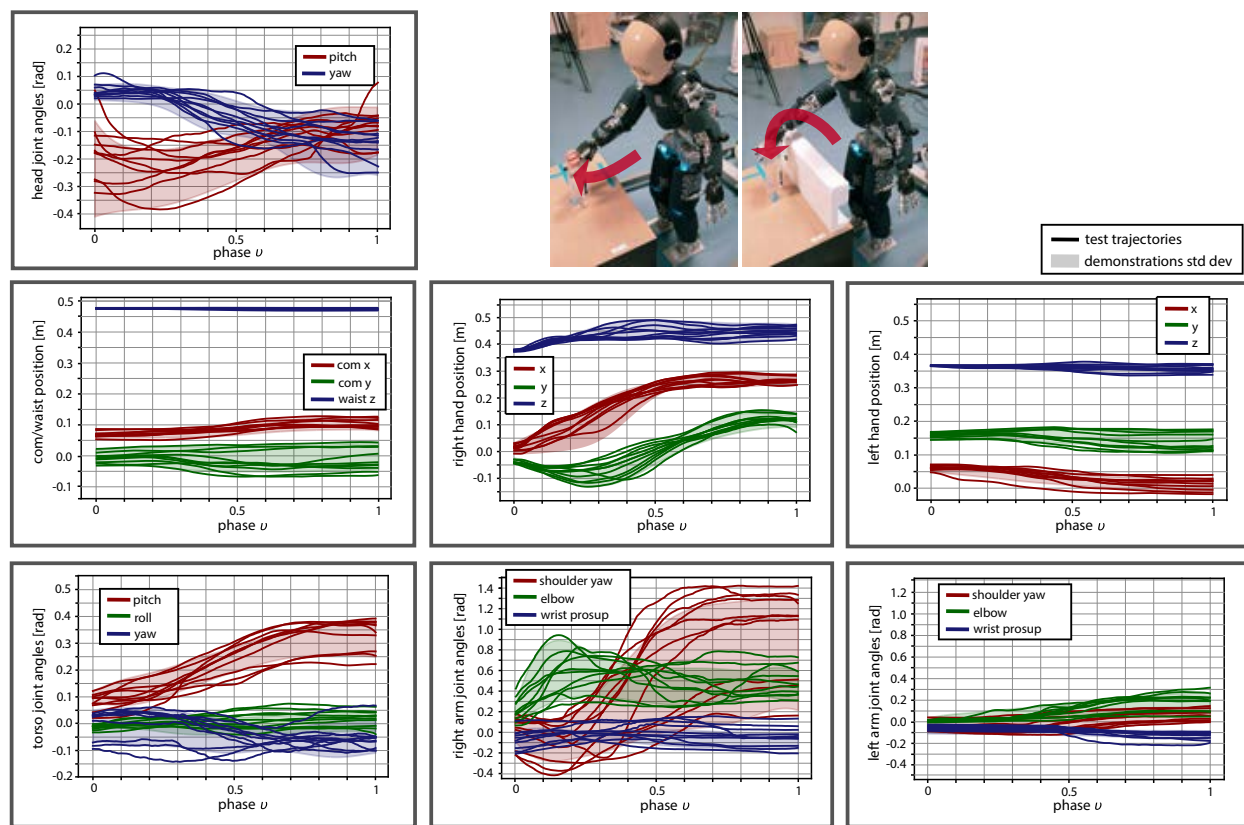 head joint angles [rad]
0.2
0.1
0.0
-0.1
-0.2
-0.3
-0.4
pitch
yaw
0
0.5
1
phase υ
test trajectories
demonstrations std dev
com/waist position [m]
0.5
0.4
0.3
0.2
0.1
0.0
-0.1
com x
com y
waist z
0
0.5
1
phase υ
right hand position [m]
0.5
0.4
0.3
0.2
0.1
0.0
-0.1
x
y
z
0
0.5
1
phase υ
left hand position [m]
0.5
0.4
0.3
0.2
0.1
0.0
x
y
z
0
0.5
1
phase υ
torso joint angles [rad]
0.5
0.4
0.3
0.2
0.1
0.0
-0.1
-0.2
pitch
roll
yaw
0
0.5
1
phase υ
right arm joint angles [rad]
1.4
1.2
1.0
0.8
0.6
0.4
0.2
0.0
-0.2
-0.4
shoulder yaw
elbow
wrist prosup
0
0.5
1
phase υ
left arm joint angles [rad]
1.2
1.0
0.8
0.6
0.4
0.2
0.0
-0.2
-0.4
shoulder yaw
elbow
wrist prosup
0
0.5
1
phase υ